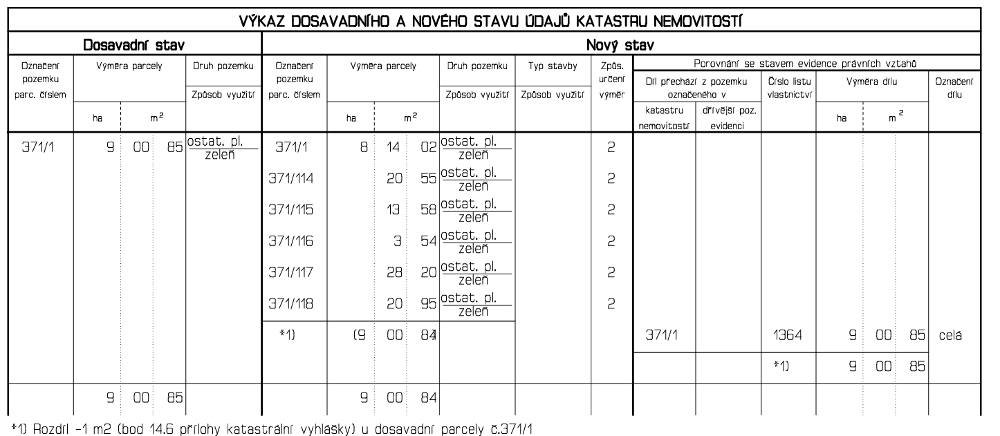 VÝKAZ DOSAVADNÍHO A NOVÉHO STAVU ÚDAJŮ KATASTRU NEMOVITOSTÍ
Dosavadní stav Nový stav
Označení pozemku parc. číslem Výměra parcely ha m² Druh pozemku Způsob využití Označení pozemku parc. číslem Výměra parcely ha m² Druh pozemku Způsob využití Typ stavby Způsob využití Způs. určení výměr Porovnání se stavem evidence právních vztahů
Díl přechází z pozemku označeného v Číslo listu vlastnictví Výměra dílu Označení dílu
katastru nemovitostí dřívější poz. evidenci ha m²
371/1 9 00 85 ostat. pl. zeleň 371/1 8 14 02 ostat. pl. zeleň 2
371/114 20 55 ostat. pl. zeleň 2
371/115 13 58 ostat. pl. zeleň 2
371/116 3 54 ostat. pl. zeleň 2
371/117 28 20 ostat. pl. zeleň 2
371/118 20 95 ostat. pl. zeleň 2
*1) (9 00 84) 371/1 1364 9 00 85 celá
*1) 9 00 85
9 00 85 9 00 84
*1) Rozdíl -1 m2 (bod 14.6 přílohy katastrální vyhlášky) u dosavadní parcely č.371/1